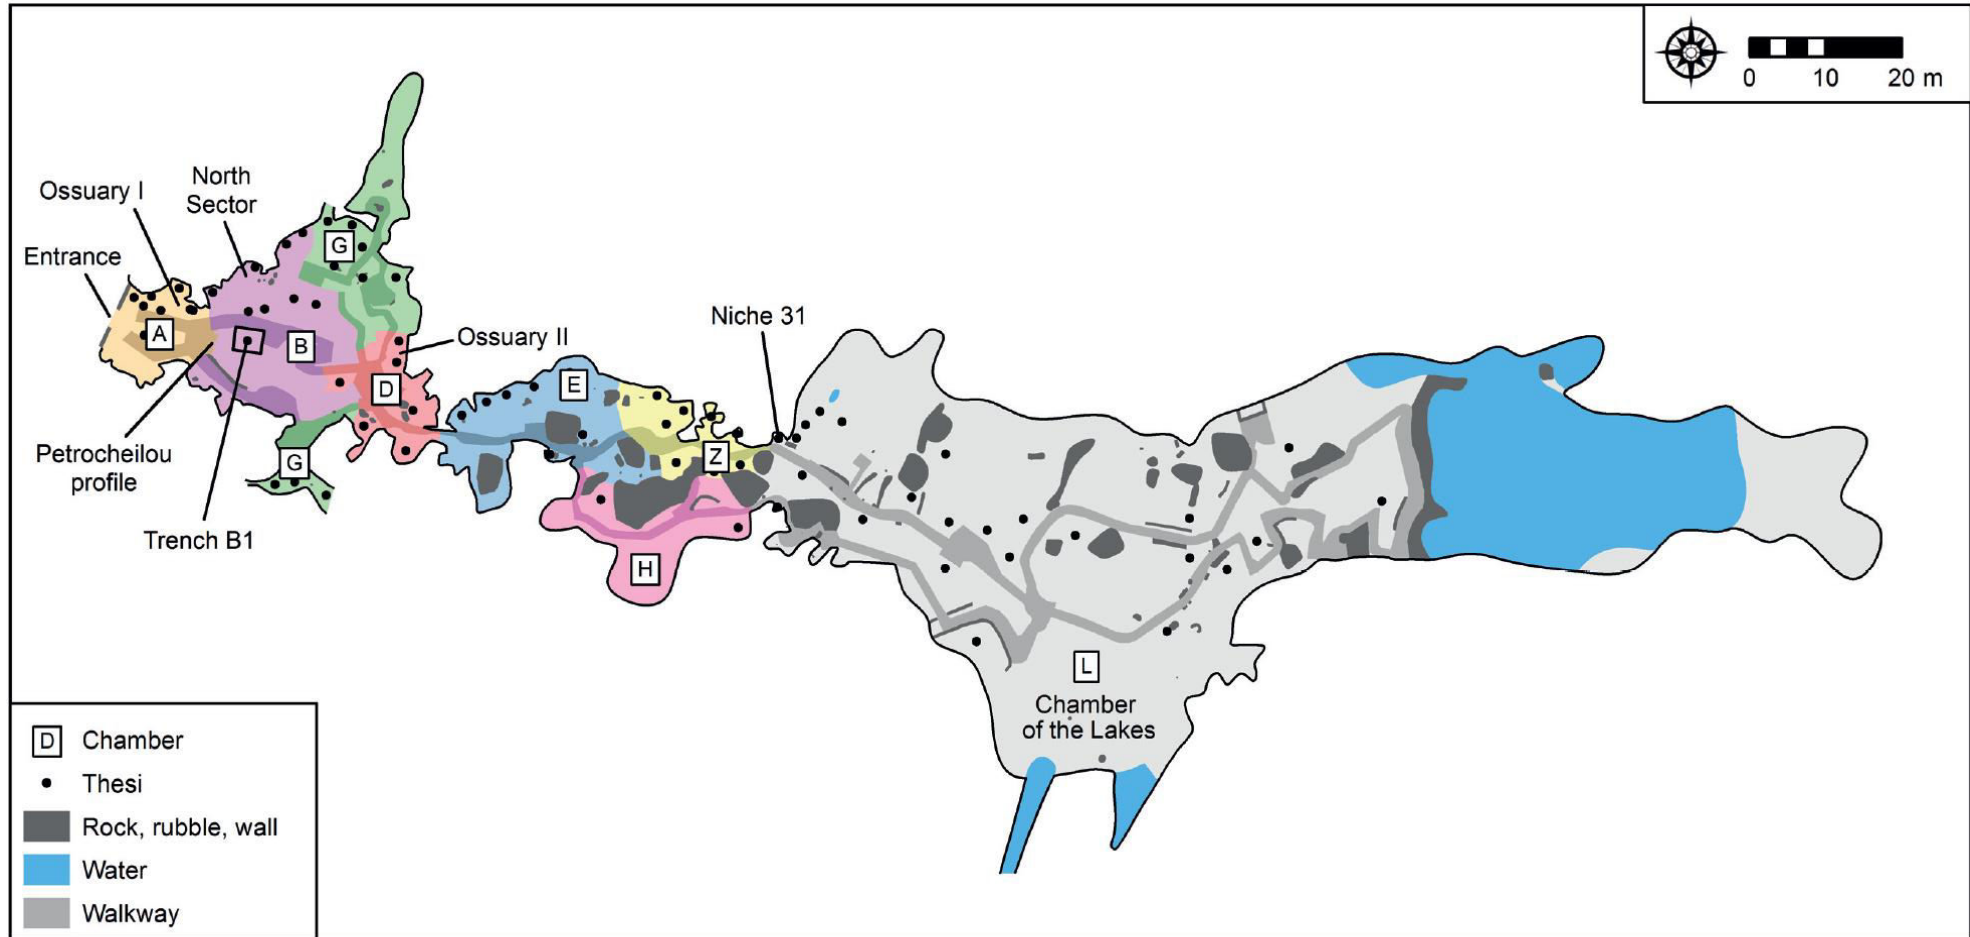 0 10 20 m
North
Sector
Ossuary I
G
Entrance
Niche 31
A
B
Ossuary II
D
E
Petrocheilou
profile
G
Z
Trench B1
H
L
Chamber
of the Lakes
D Chamber
Thesi
Rock, rubble, wall
Water
Walkway